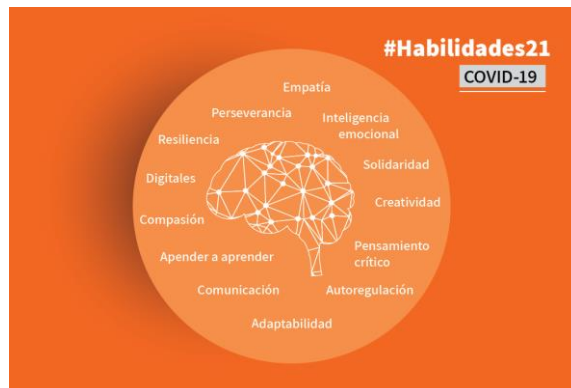 #Habilidades21
COVID-19
Empatía
Perseverancia
Inteligencia
emocional
Resiliencia
Solidaridad
Digitales
Creatividad
Compasión
Pensamiento
crítico
Apender a aprender
Comunicación
Autoregulación
Adaptabilidad